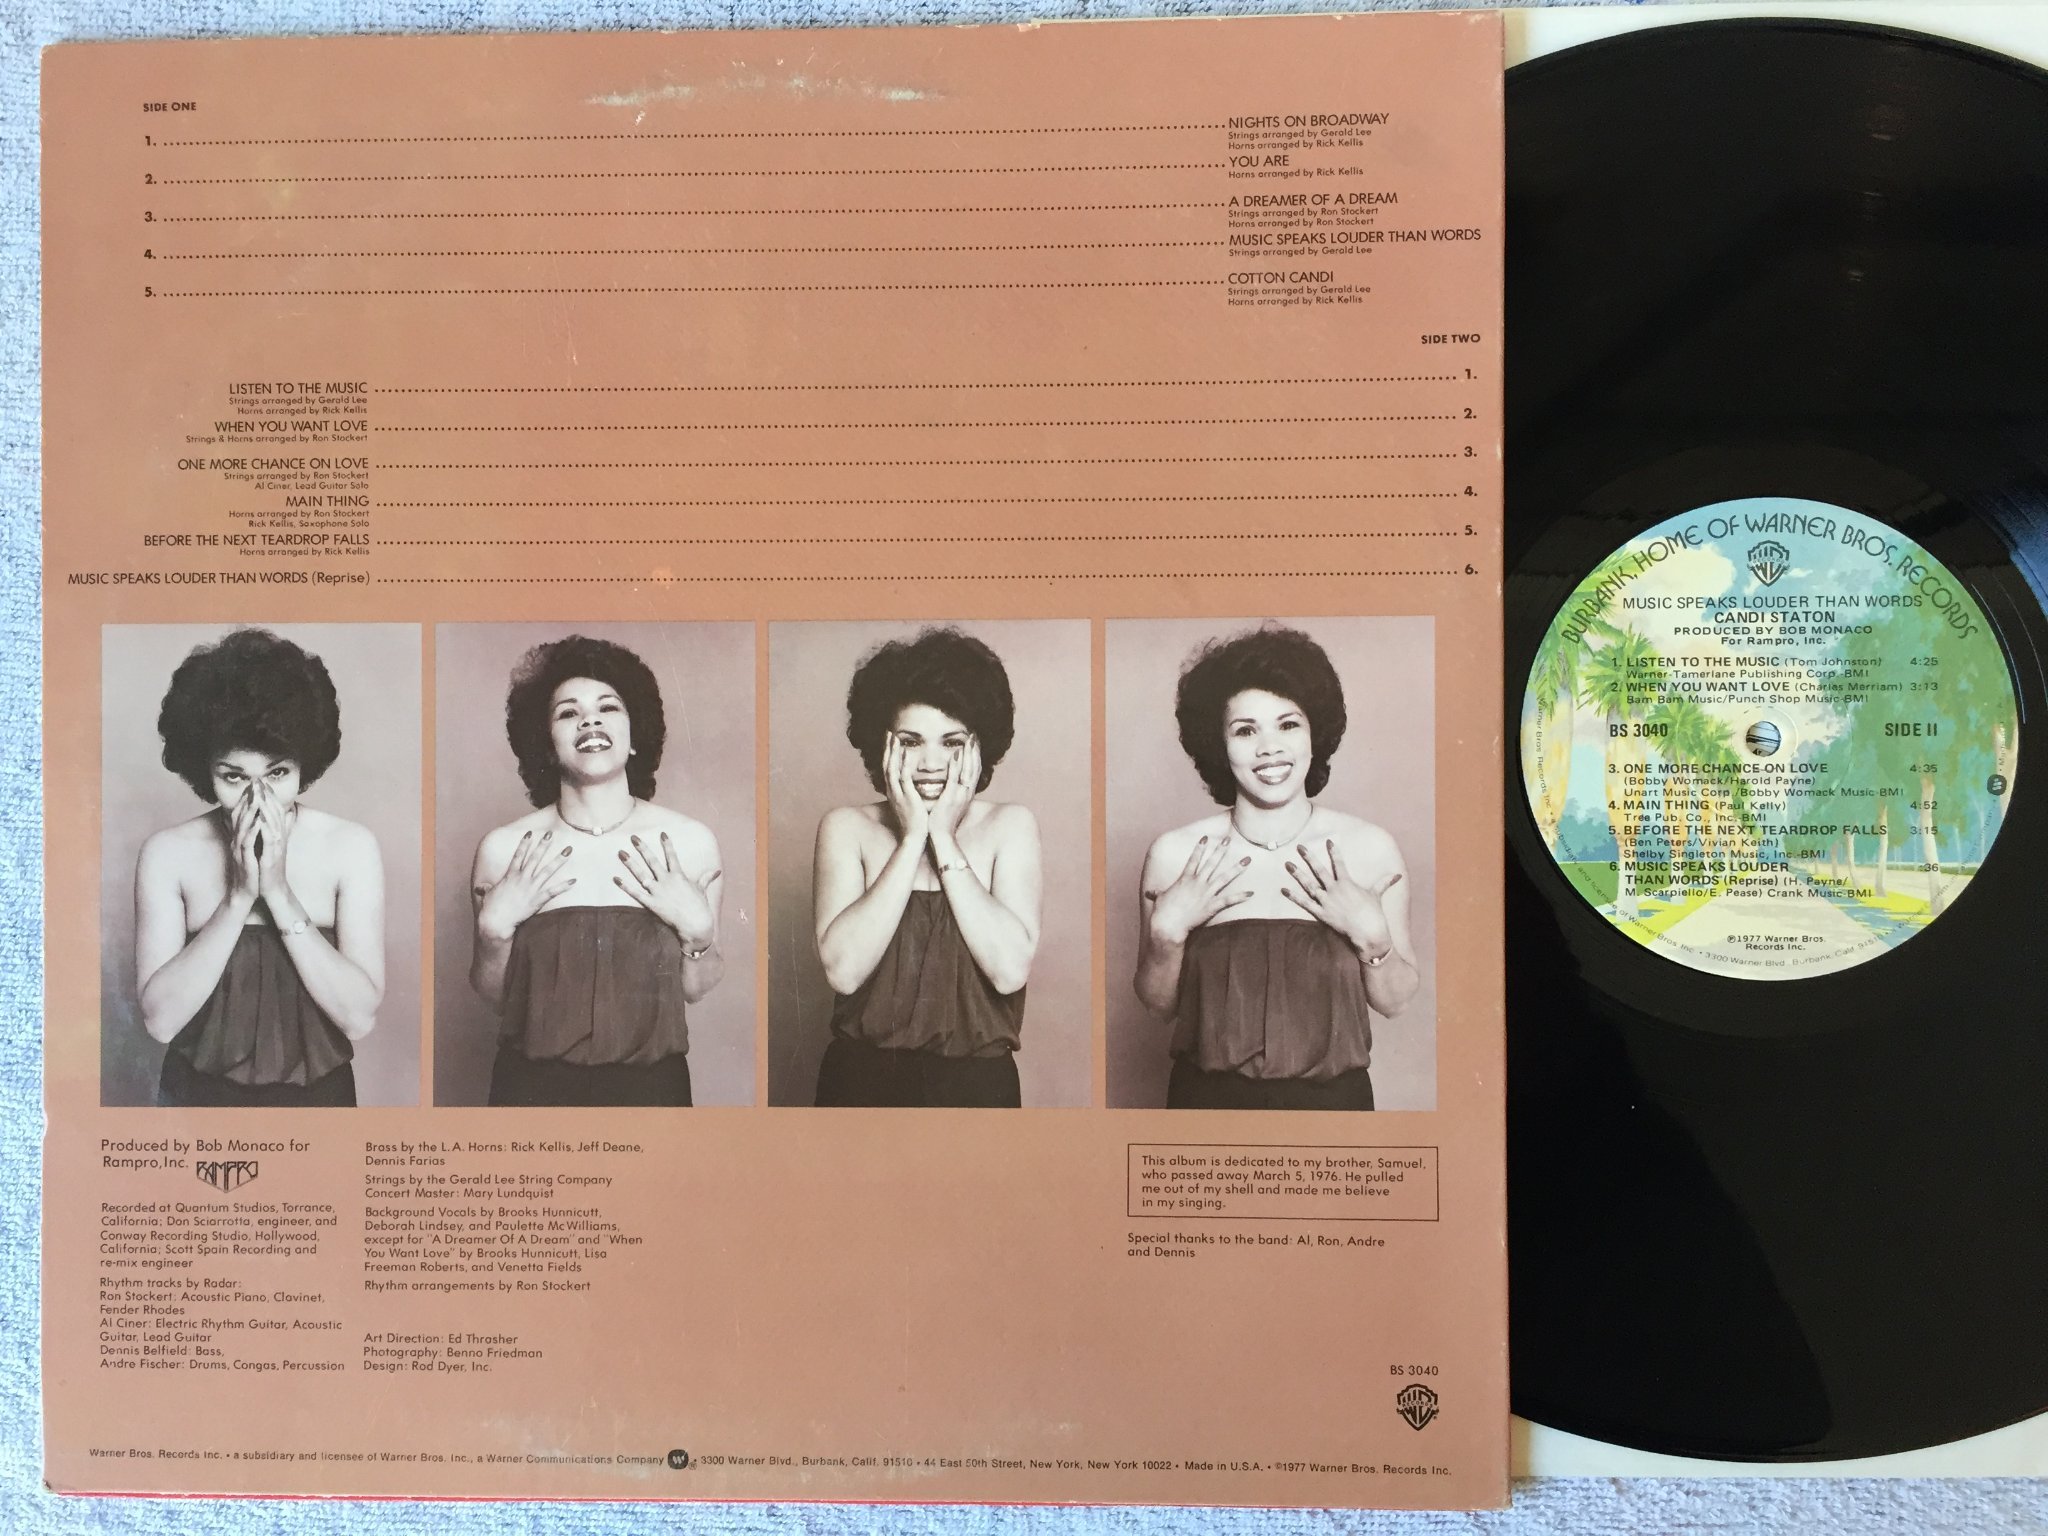 SIDE ONE
1. NIGHTS ON BROADWAY
Strings arranged by Gerald Lee
Horns arranged by Rick Kellis
2. YOU ARE
Horns arranged by Rick Kellis
3. A DREAMER OF A DREAM
Strings arranged by Ron Stockert
Horns arranged by Ron Stockert
4. MUSIC SPEAKS LOUDER THAN WORDS
Strings arranged by Gerald Lee
5. COTTON CANDI
Strings arranged by Gerald Lee
Horns arranged by Rick Kellis
SIDE TWO
LISTEN TO THE MUSIC 1.
Strings arranged by Gerald Lee
Horns arranged by Rick Kellis
WHEN YOU WANT LOVE 2.
Strings & Horns arranged by Ron Stockert
ONE MORE CHANCE ON LOVE 3.
Strings arranged by Ron Stockert
Al Ciner, Lead Guitar Solo
MAIN THING 4.
Horns arranged by Ron Stockert
Rick Kellis, Saxophone Solo
BEFORE THE NEXT TEARDROP FALLS 5.
Horns arranged by Rick Kellis
MUSIC SPEAKS LOUDER THAN WORDS (Reprise) 6.
Produced by Bob Monaco for
Rampro, Inc. RAMPRO
Recorded at Quantum Studios, Torrance,
California; Don Sciarrotta, engineer, and
Conway Recording Studio, Hollywood,
California; Scott Spain Recording and
re-mix engineer
Rhythm tracks by Radar:
Ron Stockert: Acoustic Piano, Clavinet,
Fender Rhodes
Al Ciner: Electric Rhythm Guitar, Acoustic
Guitar, Lead Guitar
Dennis Belfield: Bass,
Andre Fischer: Drums, Congas, Percussion
Brass by the L.A. Horns: Rick Kellis, Jeff Deane,
Dennis Farias
Strings by the Gerald Lee String Company
Concert Master: Mary Lundquist
Background Vocals by Brooks Hunnicutt,
Deborah Lindsey, and Paulette McWilliams,
except for "A Dreamer Of A Dream" and "When
You Want Love" by Brooks Hunnicutt, Lisa
Freeman Roberts, and Venetta Fields
Rhythm arrangements by Ron Stockert
Art Direction: Ed Thrasher
Photography: Benno Friedman
Design: Rod Dyer, Inc.
This album is dedicated to my brother, Samuel,
who passed away March 5, 1976. He pulled
me out of my shell and made me believe
in my singing.
Special thanks to the band: Al, Ron, Andre
and Dennis
BS 3040
Warner Bros. Records Inc. • a subsidiary and licensee of Warner Bros. Inc., a Warner Communications Company • 3300 Warner Blvd., Burbank, Calif. 91510 • 44 East 50th Street, New York, New York 10022 • Made in U.S.A. • ©1977 Warner Bros. Records Inc.
BURBANK, HOME OF WARNER BROS. RECORDS
MUSIC SPEAKS LOUDER THAN WORDS
CANDI STATON
PRODUCED BY BOB MONACO
For Rampro, Inc.
1. LISTEN TO THE MUSIC (Tom Johnston) 4:25
Warner-Tamerlane Publishing Corp.-BMI
2. WHEN YOU WANT LOVE (Charles Merriam) 3:13
Bam Bam Music/Punch Shop Music-BMI
BS 3040 SIDE II
3. ONE MORE CHANCE ON LOVE 4:35
(Bobby Womack/Harold Payne)
Unart Music Corp./Bobby Womack Music-BMI
4. MAIN THING (Paul Kelly) 4:52
Tree Pub. Co., Inc.-BMI
5. BEFORE THE NEXT TEARDROP FALLS 3:15
(Ben Peters/Vivian Keith)
Shelby Singleton Music, Inc.-BMI
6. MUSIC SPEAKS LOUDER :36
THAN WORDS (Reprise) (H. Payne/
M. Scarpiello/E. Pease) Crank Music-BMI
℗1977 Warner Bros.
Records Inc.